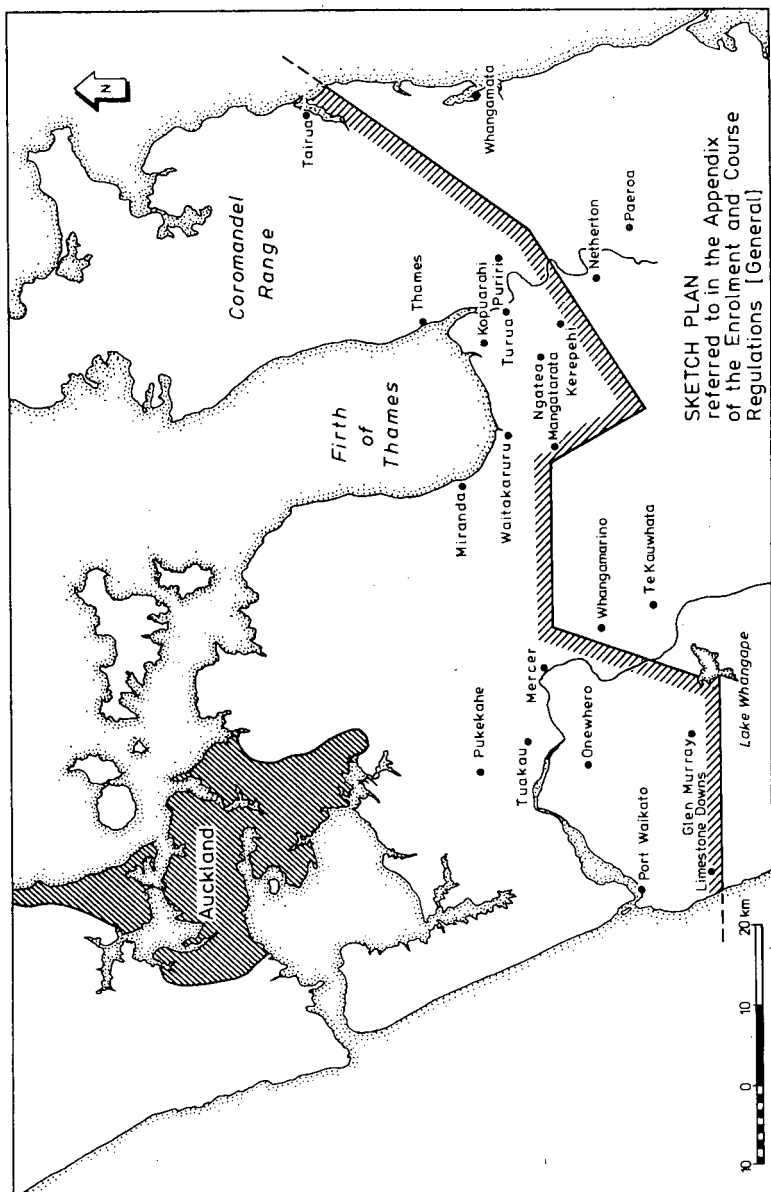 N
Tairua
Whangamata
Coromandel
Range
Thames
Kopuarahi
Puriri
Turua
Netherton
Paeroa
Firth
of
Thames
Ngatea
Mangatarata
Kerepehi
Miranda
Waitakaruru
Whangamarino
Te Kauwhata
Mercer
Pukekahe
Tuakau
Onewhero
Lake Whangape
Auckland
Port Waikato
Glen Murray
Limestone Downs
10 0 10 20 km
SKETCH PLAN
referred to in the Appendix
of the Enrolment and Course
Regulations [General]